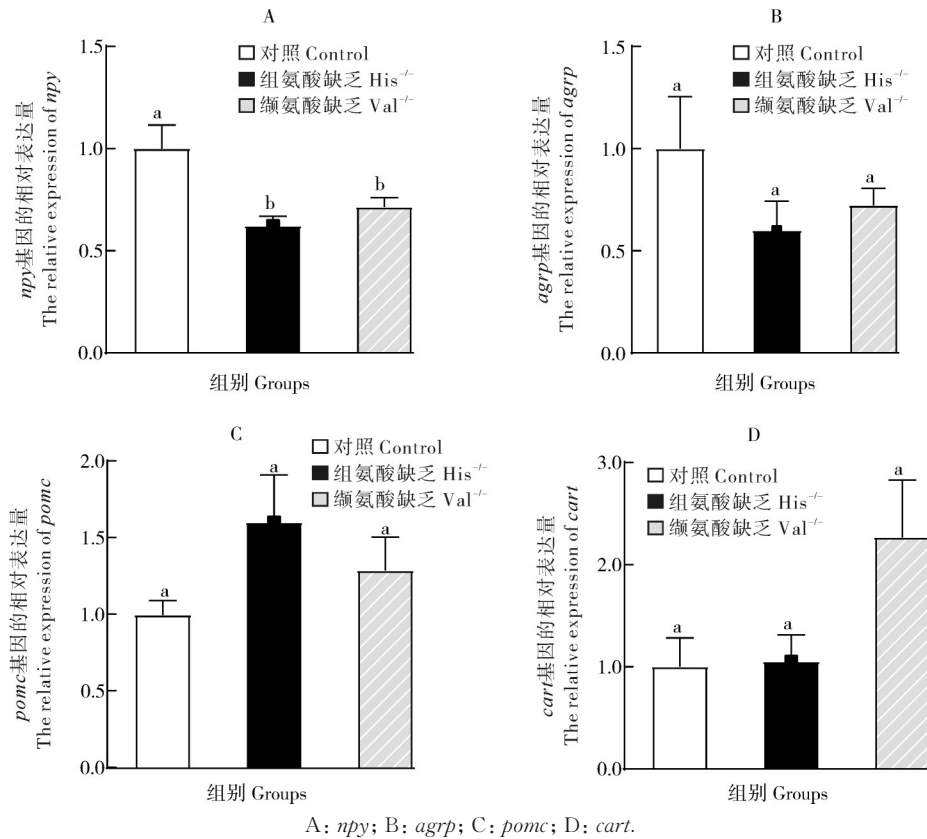 A
1.5
1.0
0.5
0.0
npy基因的相对表达量
The relative expression of npy
对照 Control
组氨酸缺乏 His⁻/⁻
缬氨酸缺乏 Val⁻/⁻
a
b
b
组别 Groups
B
1.5
1.0
0.5
0.0
agrp基因的相对表达量
The relative expression of agrp
对照 Control
组氨酸缺乏 His⁻/⁻
缬氨酸缺乏 Val⁻/⁻
a
a
a
组别 Groups
C
2.0
1.5
1.0
0.5
0.0
pomc基因的相对表达量
The relative expression of pomc
对照 Control
组氨酸缺乏 His⁻/⁻
缬氨酸缺乏 Val⁻/⁻
a
a
a
组别 Groups
D
3.0
2.0
1.0
0.0
cart基因的相对表达量
The relative expression of cart
对照 Control
组氨酸缺乏 His⁻/⁻
缬氨酸缺乏 Val⁻/⁻
a
a
a
组别 Groups
A: npy; B: agrp; C: pomc; D: cart.